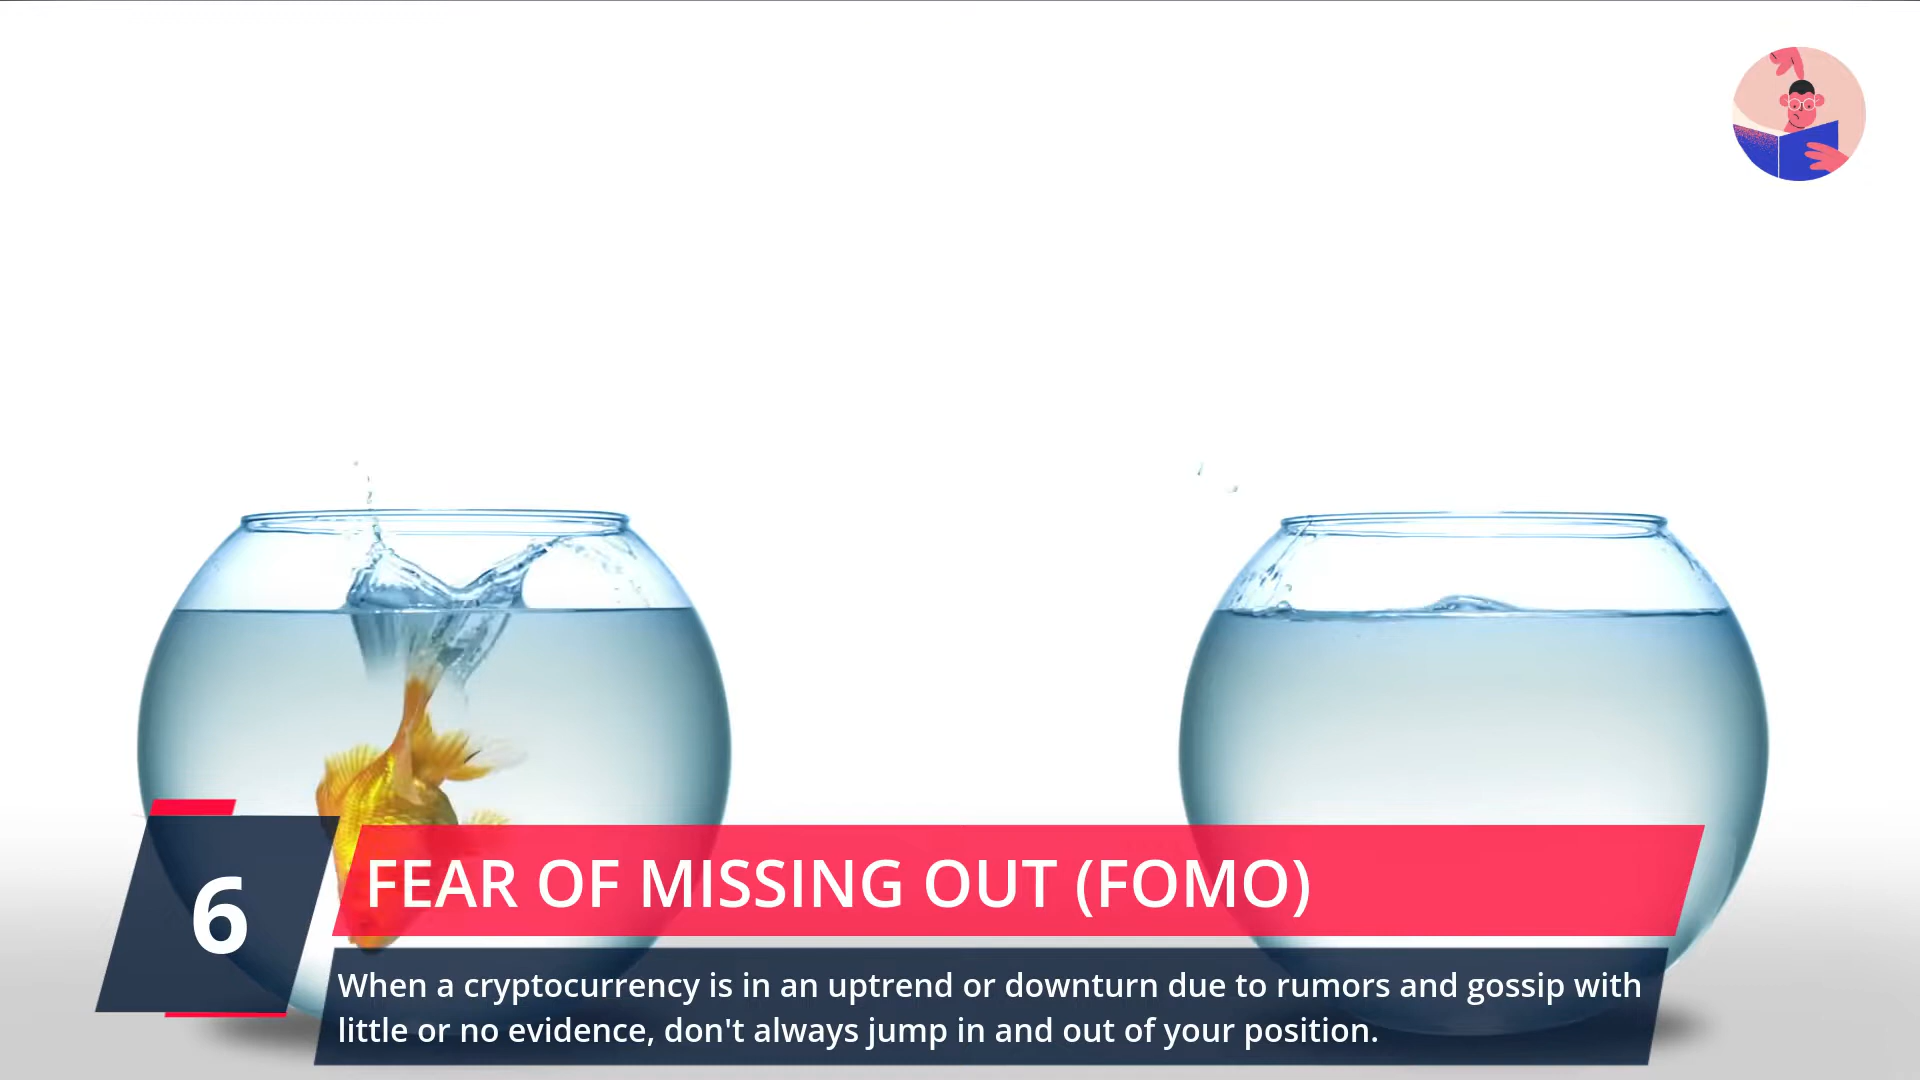 6
FEAR OF MISSING OUT (FOMO)
When a cryptocurrency is in an uptrend or downturn due to rumors and gossip with
little or no evidence, don't always jump in and out of your position.